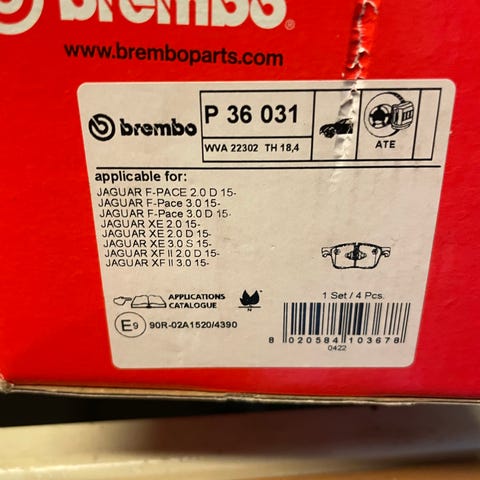 brembo
www.bremboparts.com
brembo
P 36 031
WVA 22302 TH 18,4
ATE
applicable for:
JAGUAR F-PACE 2.0 D 15-
JAGUAR F-Pace 3.0 15-
JAGUAR F-Pace 3.0 D 15-
JAGUAR XE 2.0 15-
JAGUAR XE 2.0 D 15-
JAGUAR XE 3.0 S 15-
JAGUAR XF II 2.0 D 15-
JAGUAR XF II 3.0 15-
1 Set / 4 Pcs.
APPLICATIONS
CATALOGUE
N
E9 90R-02A1520/4390
8 020584 103678
0422